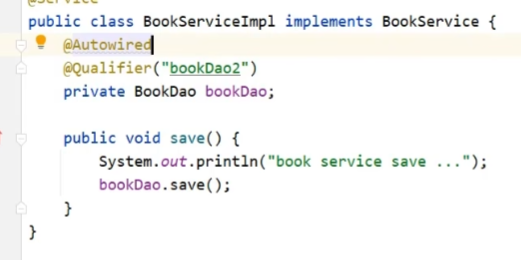 @Service
public class BookServiceImpl implements BookService {
@Autowired
@Qualifier("bookDao2")
private BookDao bookDao;
public void save() {
System.out.println("book service save ...");
bookDao.save();
}
}